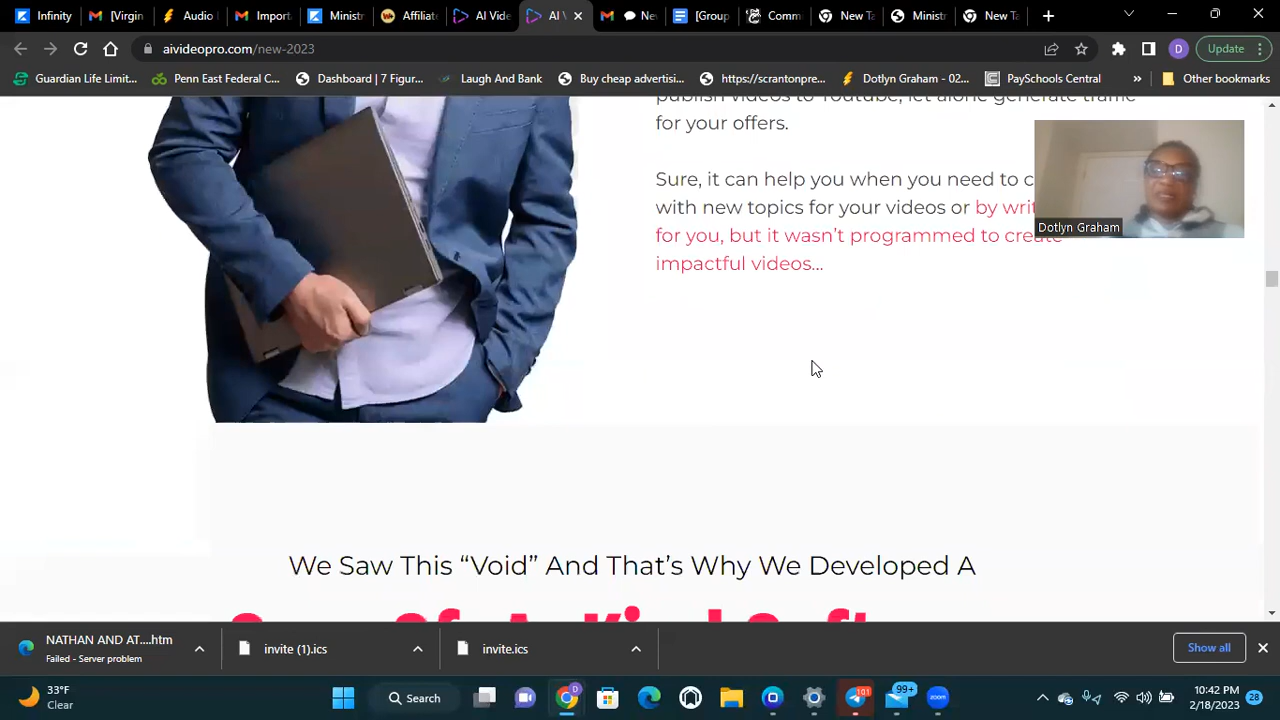 Infinity
[Virgin
Audio
Import
Ministr
Affiliate
AI Vide
AI V
Ne
[Group
Comm
New Ta
Ministr
New Ta
aivideopro.com/new-2023
D
Update
Guardian Life Limit...
Penn East Federal C...
Dashboard | 7 Figur...
Laugh And Bank
Buy cheap advertisi...
https://scrantonpre...
Dotlyn Graham - 02...
PaySchools Central
»
Other bookmarks
publish videos to Youtube, let alone generate traffic
for your offers.
Sure, it can help you when you need to c
with new topics for your videos or by writ
for you, but it wasn't programmed to create
impactful videos...
Dotlyn Graham
We Saw This “Void” And That’s Why We Developed A
NATHAN AND AT....htm
Failed - Server problem
invite (1).ics
invite.ics
Show all
33°F
Clear
Search
101
99+
zoom
10:42 PM
2/18/2023
28